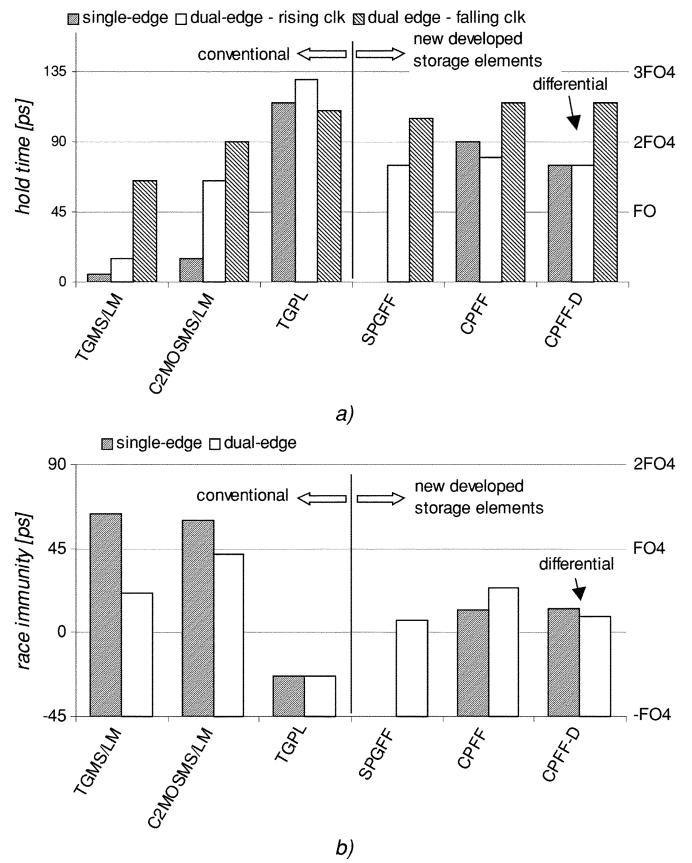 single-edge dual-edge - rising clk dual edge - falling clk
conventional
new developed
storage elements
differential
hold time [ps]
135
90
45
0
3FO4
2FO4
FO
TGMS/LM
C2MOSMS/LM
TGPL
SPGFF
CPFF
CPFF-D
a)
single-edge dual-edge
conventional
new developed
storage elements
differential
race immunity [ps]
90
45
0
-45
2FO4
FO4
-FO4
TGMS/LM
C2MOSMS/LM
TGPL
SPGFF
CPFF
CPFF-D
b)